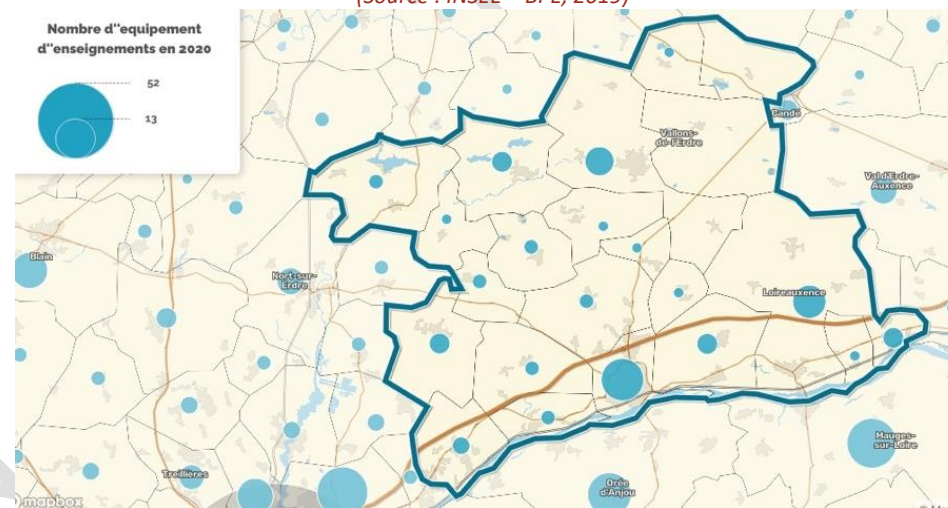 (Source : INSEE – BPE, 2019)
Nombre d''equipement
d''enseignements en 2020
52
13
Candé
Vallons-
de-l'Erdre
Val d'Erdre-
Auxence
Blain
Nort-sur-
Erdre
Loireauxence
Mauges-
sur-Loire
Treillières
Orée
d'Anjou
mapbox